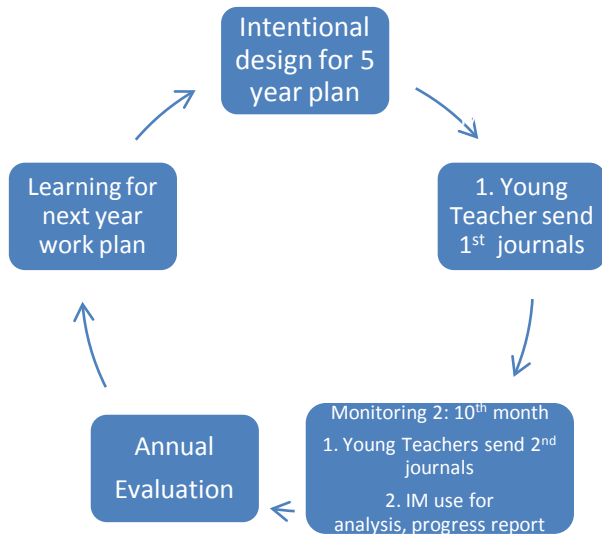 Intentional
design for 5
year plan
1. Young
Teacher send
1st journals
Monitoring 2: 10th month
1. Young Teachers send 2nd
journals
2. IM use for
analysis, progress report
Annual
Evaluation
Learning for
next year
work plan